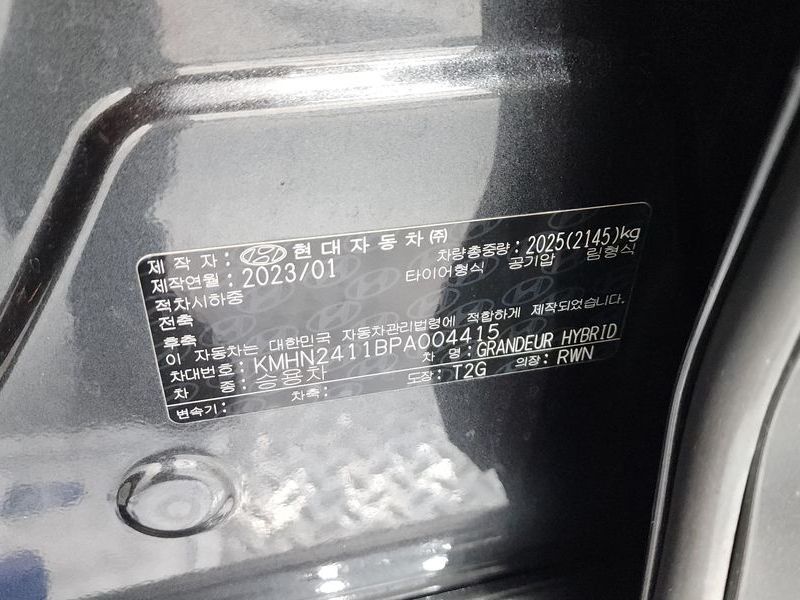 제 작 자 : 현대자동차㈜ 차량총중량 : 2025(2145)kg
제작연월 : 2023/01 타이어형식 공기압 림형식
적차시하중
전축
후축
이 자동차는 대한민국 자동차관리법령에 적합하게 제작되었습니다.
차대번호 : KMHN2411BPA004415 차 명 : GRANDEUR HYBRID
차 종 : 승용차 도장 : T2G 의장 : RWN
변속기 : 차축 :